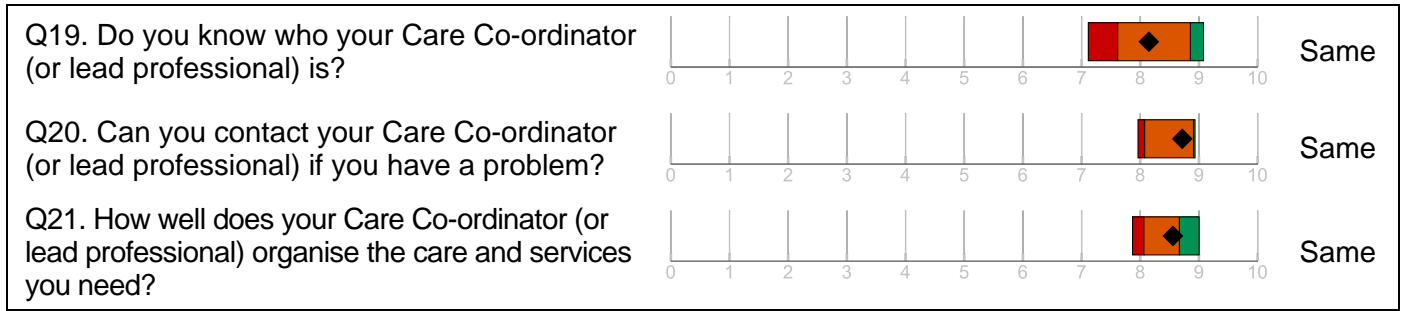 Q19. Do you know who your Care Co-ordinator
(or lead professional) is?
0 1 2 3 4 5 6 7 8 9 10
Same
Q20. Can you contact your Care Co-ordinator
(or lead professional) if you have a problem?
0 1 2 3 4 5 6 7 8 9 10
Same
Q21. How well does your Care Co-ordinator (or
lead professional) organise the care and services
you need?
0 1 2 3 4 5 6 7 8 9 10
Same